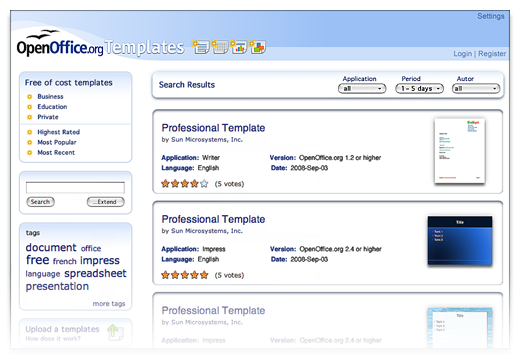 Settings
OpenOffice.org Templates
Login | Register
Free of cost templates
Business
Education
Private
Highest Rated
Most Popular
Most Recent
Search
...Extend
tags
document office
free french impress
language spreadsheet
presentation
more tags
Upload a templates
How does it work?
Search Results
Application Period Autor
all 1 - 5 days all
Professional Template
by Sun Microsystems, Inc.
Application: Writer Version: OpenOffice.org 1.2 or higher
Language: English Date: 2008-Sep-03
(5 votes)
Professional Template
by Sun Microsystems, Inc.
Application: Impress Version: OpenOffice.org 2.4 or higher
Language: English Date: 2008-Sep-03
(5 votes)
Title
Professional Template
by Sun Microsystems, Inc.
Title